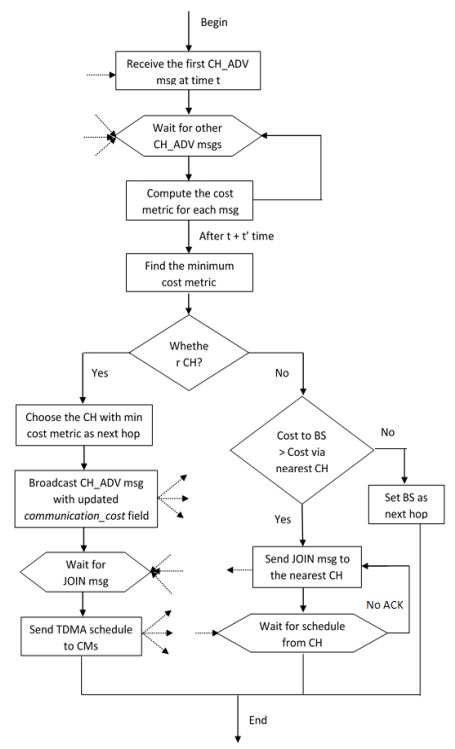 Begin
Receive the first CH_ADV
msg at time t
Wait for other
CH_ADV msgs
Compute the cost
metric for each msg
After t + t' time
Find the minimum
cost metric
Whethe
r CH?
Yes
No
Choose the CH with min
cost metric as next hop
Cost to BS
> Cost via
nearest CH
No
Broadcast CH_ADV msg
with updated
communication_cost field
Set BS as
next hop
Yes
Wait for
JOIN msg
Send JOIN msg to
the nearest CH
No ACK
Send TDMA schedule
to CMs
Wait for schedule
from CH
End